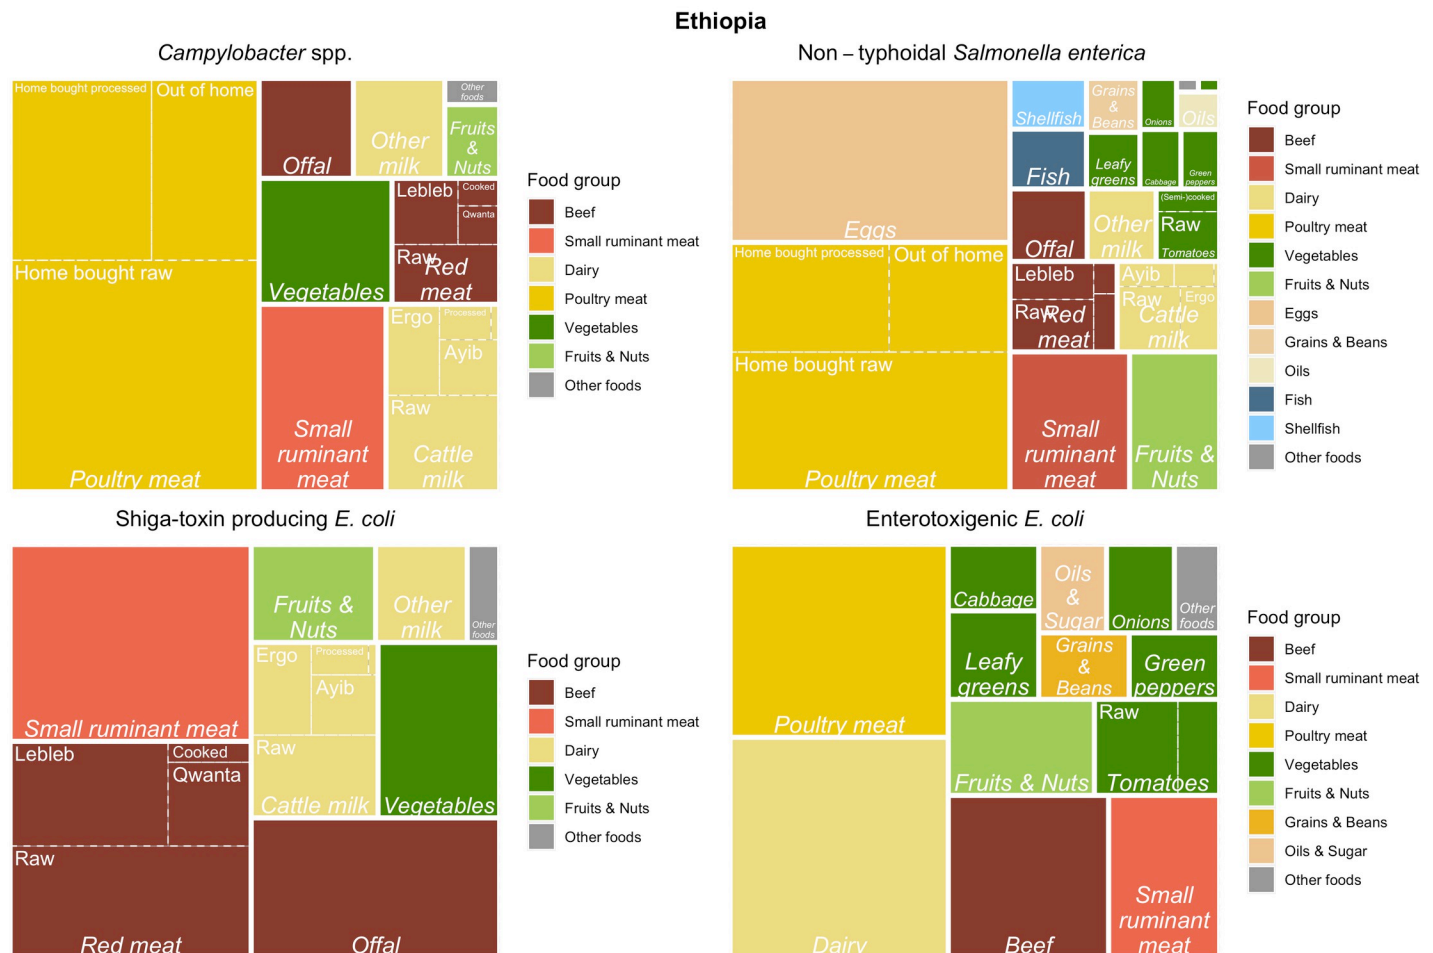 Ethiopia
Campylobacter spp.
Home bought processed
Out of home
Home bought raw
Poultry meat
Offal
Other
milk
Other
foods
Fruits
&
Nuts
Vegetables
Lebleb
Cooked
Qwanta
Raw
Red
meat
Small
ruminant
meat
Ergo
Processed
Ayib
Raw
Cattle
milk
Food group
Beef
Small ruminant meat
Dairy
Poultry meat
Vegetables
Fruits & Nuts
Other foods
Non – typhoidal Salmonella enterica
Eggs
Home bought processed
Out of home
Home bought raw
Poultry meat
Shellfish
Grains
&
Beans
Onions
Oils
Fish
Leafy
greens
Cabbage
Green
peppers
Offal
Other
milk
(Semi-)cooked
Raw
Tomatoes
Lebleb
Raw
Red
meat
Ayib
Raw
Ergo
Cattle
milk
Small
ruminant
meat
Fruits &
Nuts
Food group
Beef
Small ruminant meat
Dairy
Poultry meat
Vegetables
Fruits & Nuts
Eggs
Grains & Beans
Oils
Fish
Shellfish
Other foods
Shiga-toxin producing E. coli
Small ruminant meat
Lebleb
Cooked
Qwanta
Raw
Red meat
Fruits &
Nuts
Other
milk
Other
foods
Ergo
Processed
Ayib
Raw
Cattle milk
Vegetables
Offal
Food group
Beef
Small ruminant meat
Dairy
Vegetables
Fruits & Nuts
Other foods
Enterotoxigenic E. coli
Poultry meat
Dairy
Cabbage
Oils
&
Sugar
Onions
Other
foods
Leafy
greens
Grains
&
Beans
Green
peppers
Fruits & Nuts
Raw
Tomatoes
Beef
Small
ruminant
meat
Food group
Beef
Small ruminant meat
Dairy
Poultry meat
Vegetables
Fruits & Nuts
Grains & Beans
Oils & Sugar
Other foods